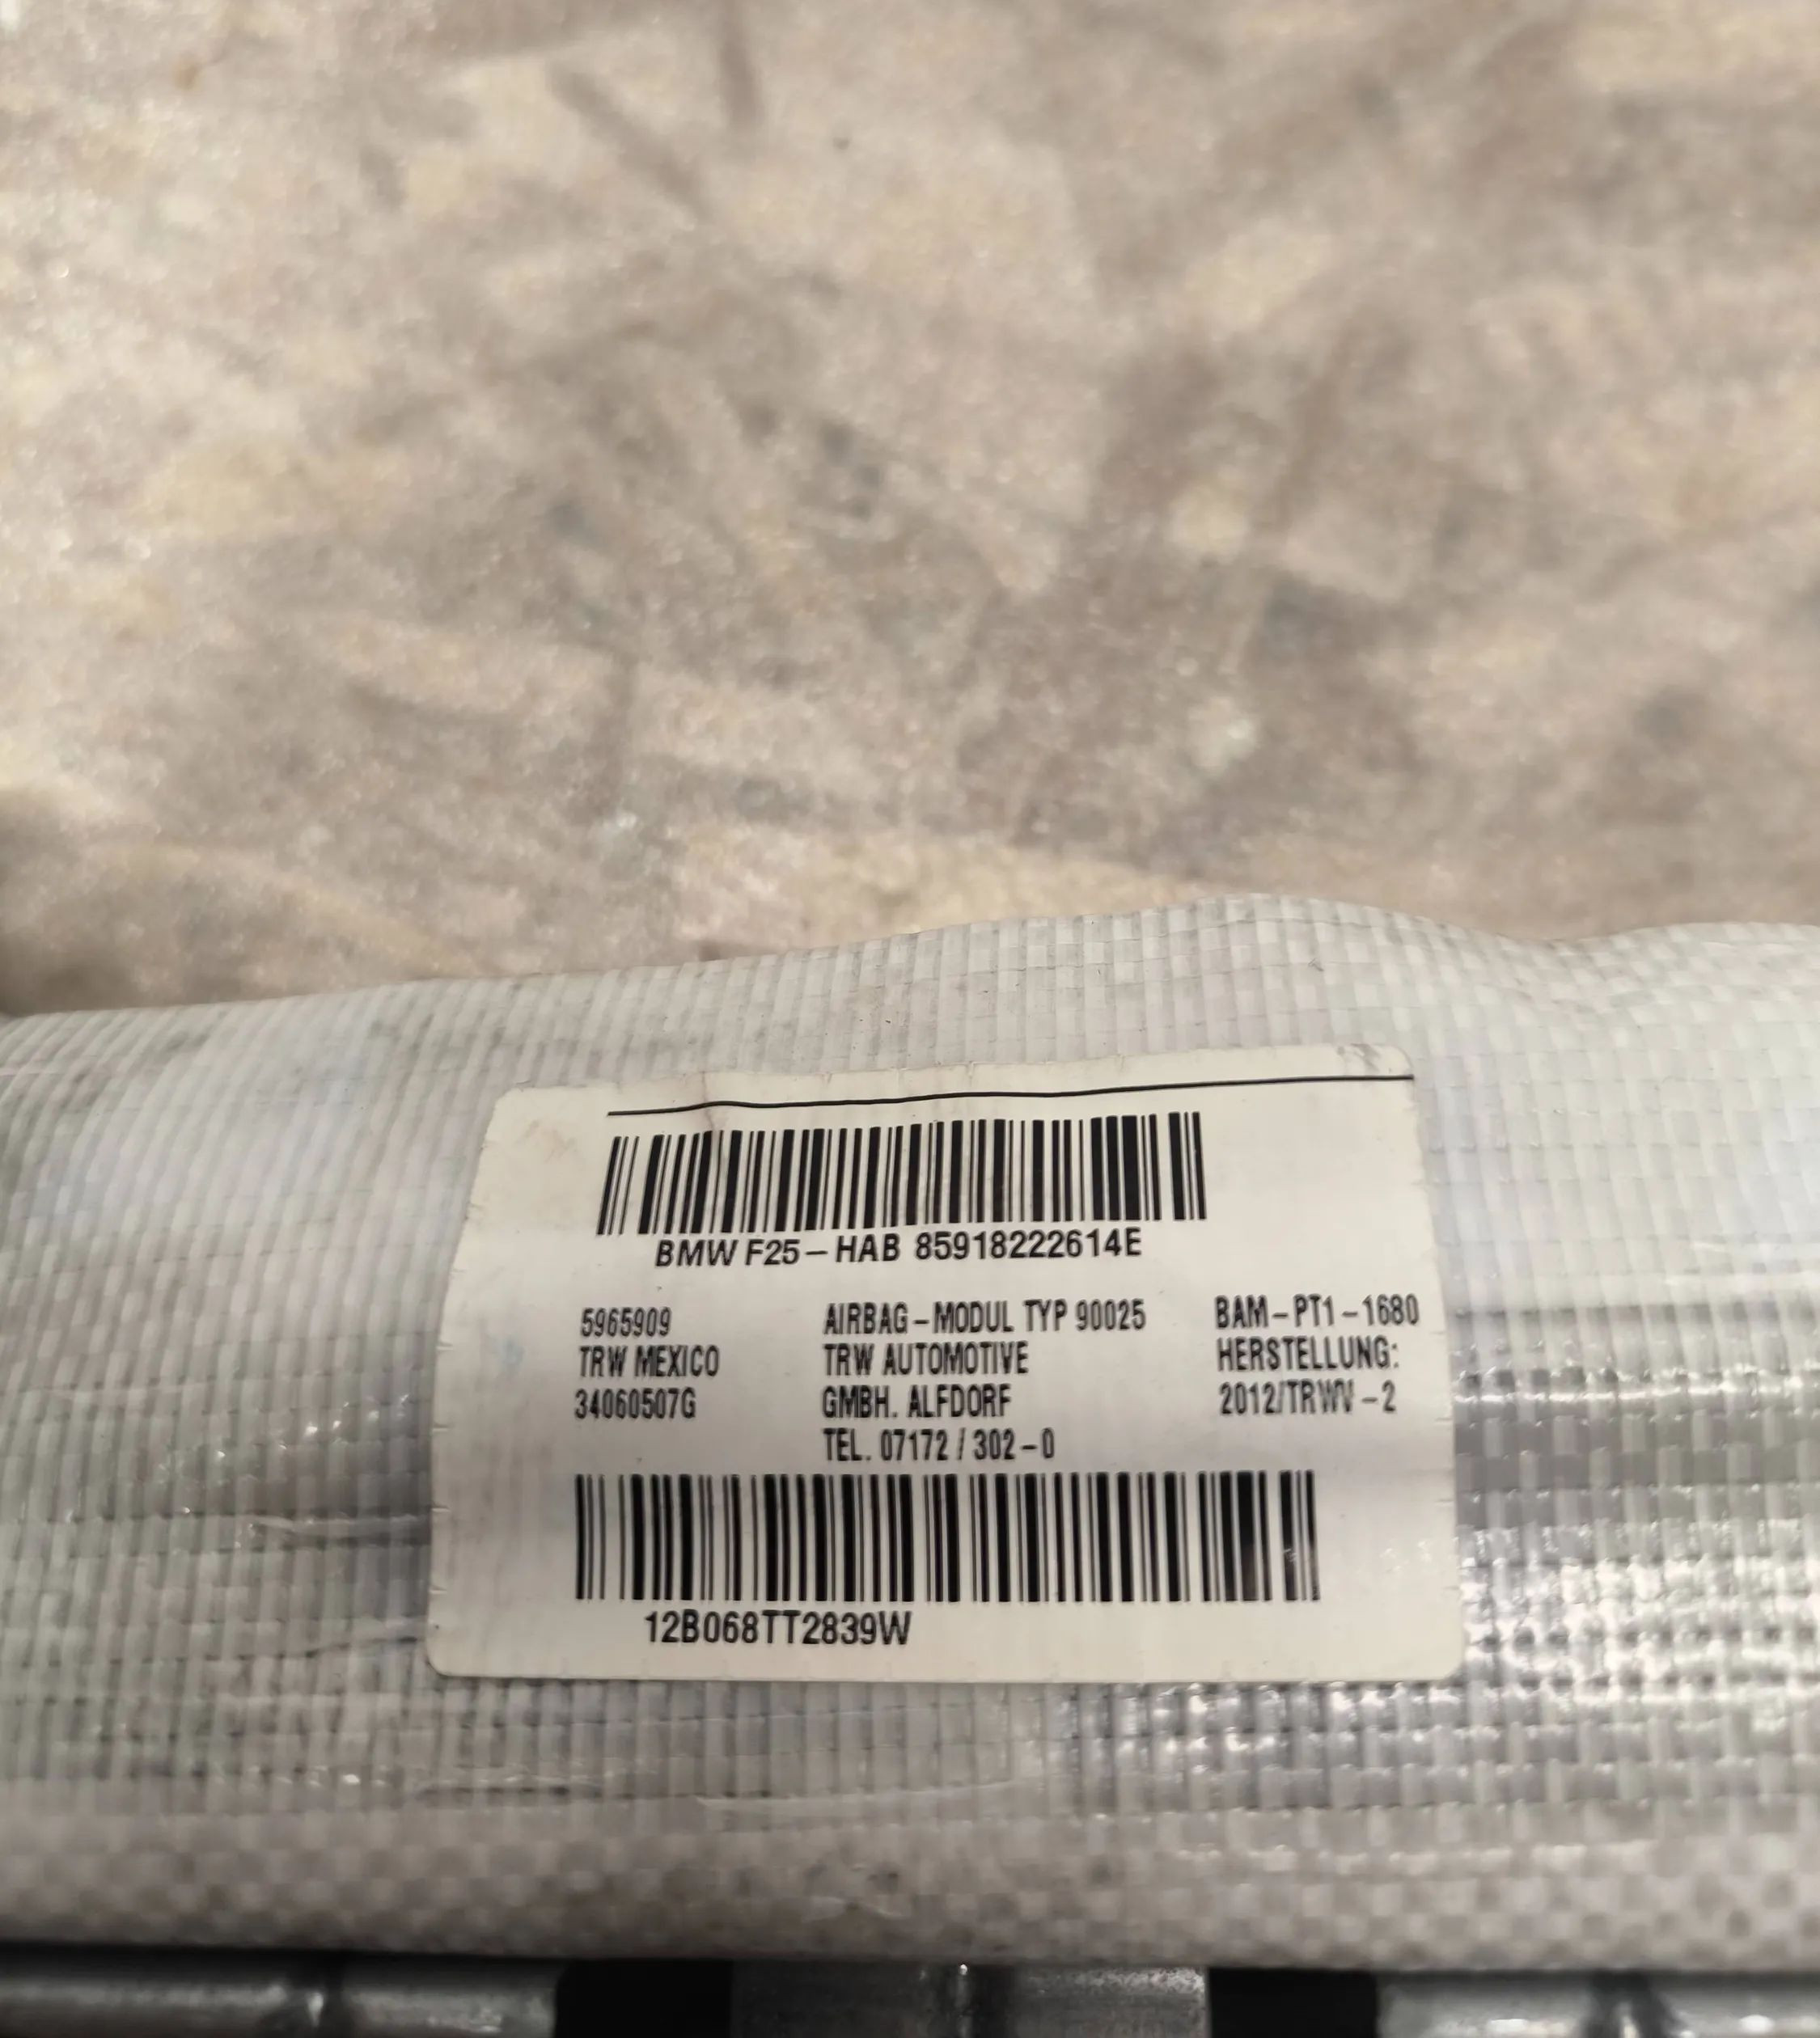 BMW F25-HAB 85918222614E
5965909 AIRBAG-MODUL TYP 90025 BAM-PT1-1680
TRW MEXICO TRW AUTOMOTIVE HERSTELLUNG:
34060507G GMBH. ALFDORF 2012/TRWV-2
TEL. 07172 / 302-0
12B068TT2839W